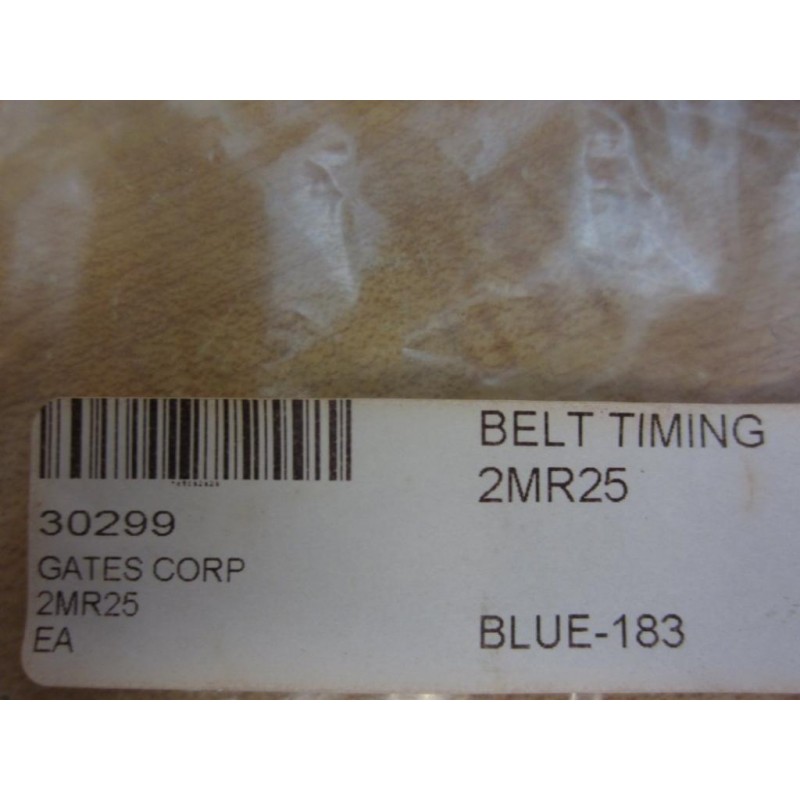 30299
GATES CORP
2MR25
EA
BELT TIMING
2MR25
BLUE-183